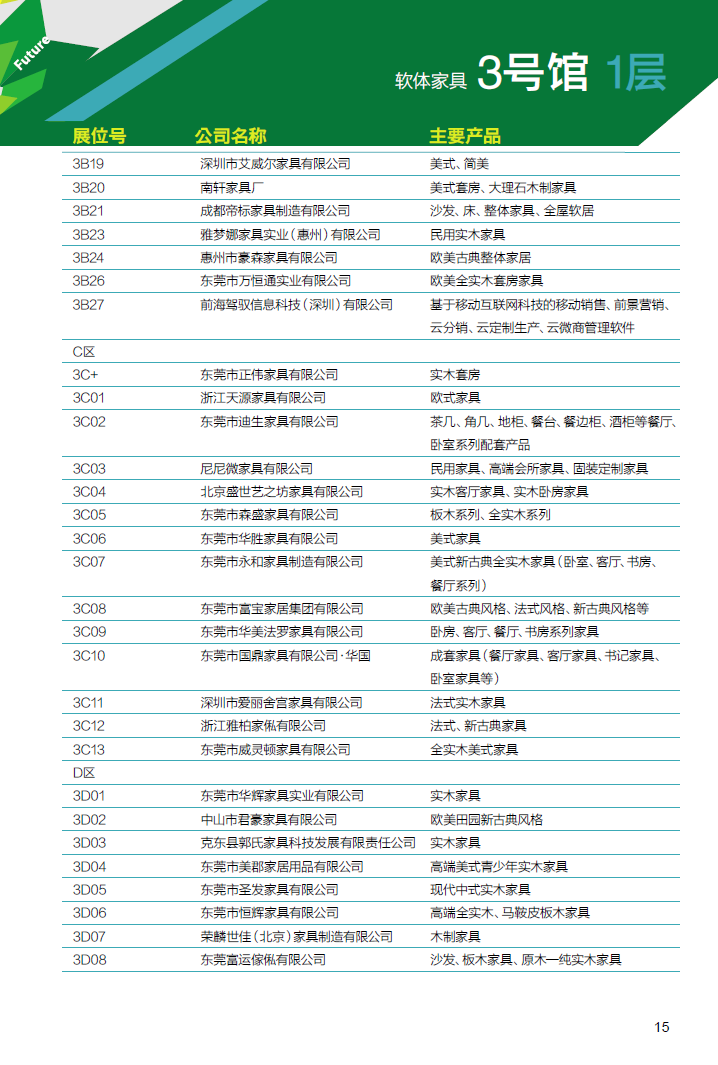 Future
软体家具 3号馆 1层
展位号 公司名称 主要产品
3B19 深圳市艾威尔家具有限公司 美式、简美
3B20 南轩家具厂 美式套房、大理石木制家具
3B21 成都帝标家具制造有限公司 沙发、床、整体家具、全屋软居
3B23 雅梦娜家具实业（惠州）有限公司 民用实木家具
3B24 惠州市豪森家具有限公司 欧美古典整体家居
3B26 东莞市万恒通实业有限公司 欧美全实木套房家具
3B27 前海驾驭信息科技（深圳）有限公司 基于移动互联网科技的移动销售、前景营销、
云分销、云定制生产、云微商管理软件
C区
3C+ 东莞市正伟家具有限公司 实木套房
3C01 浙江天源家具有限公司 欧式家具
3C02 东莞市迪生家具有限公司 茶几、角几、地柜、餐台、餐边柜、酒柜等餐厅、
卧室系列配套产品
3C03 尼尼微家具有限公司 民用家具、高端会所家具、固装定制家具
3C04 北京盛世艺之坊家具有限公司 实木客厅家具、实木卧房家具
3C05 东莞市森盛家具有限公司 板木系列、全实木系列
3C06 东莞市华胜家具有限公司 美式家具
3C07 东莞市永和家具制造有限公司 美式新古典全实木家具（卧室、客厅、书房、
餐厅系列）
3C08 东莞市富宝家居集团有限公司 欧美古典风格、法式风格、新古典风格等
3C09 东莞市华美法罗家具有限公司 卧房、客厅、餐厅、书房系列家具
3C10 东莞市国鼎家具有限公司·华国 成套家具（餐厅家具、客厅家具、书记家具、
卧室家具等）
3C11 深圳市爱丽舍宫家具有限公司 法式实木家具
3C12 浙江雅柏家俬有限公司 法式、新古典家具
3C13 东莞市威灵顿家具有限公司 全实木美式家具
D区
3D01 东莞市华辉家具实业有限公司 实木家具
3D02 中山市君豪家具有限公司 欧美田园新古典风格
3D03 克东县郭氏家具科技发展有限责任公司 实木家具
3D04 东莞市美郡家居用品有限公司 高端美式青少年实木家具
3D05 东莞市圣发家具有限公司 现代中式实木家具
3D06 东莞市恒辉家具有限公司 高端全实木、马鞍皮板木家具
3D07 荣麟世佳（北京）家具制造有限公司 木制家具
3D08 东莞富运傢俬有限公司 沙发、板木家具、原木—纯实木家具
15